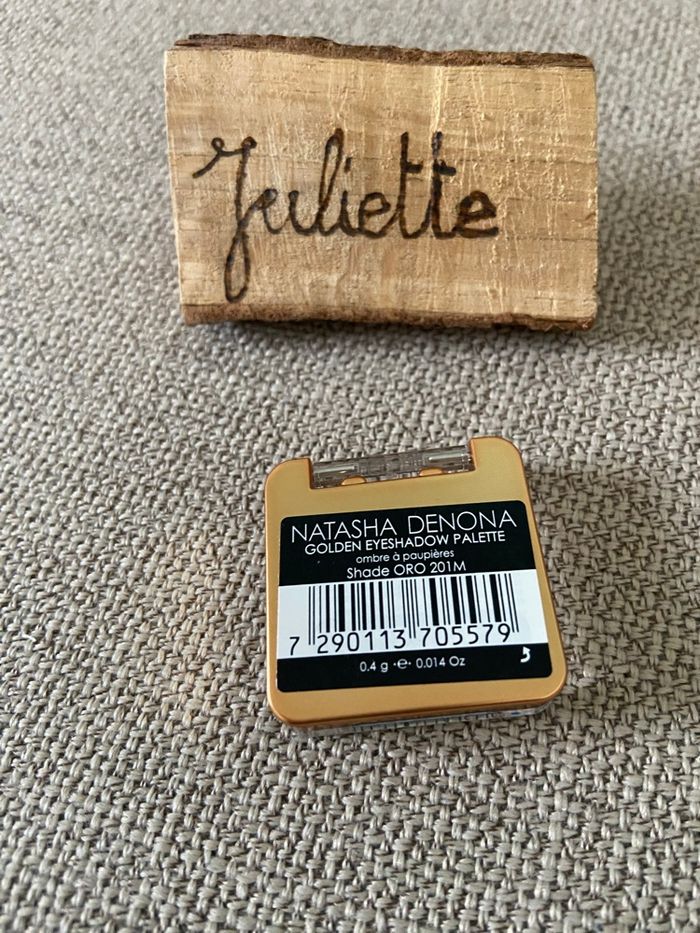 Juliette
NATASHA DENONA
GOLDEN EYESHADOW PALETTE
ombre à paupières
Shade ORO 201M
7 290113 705579
0.4 g ·e· 0.014 Oz